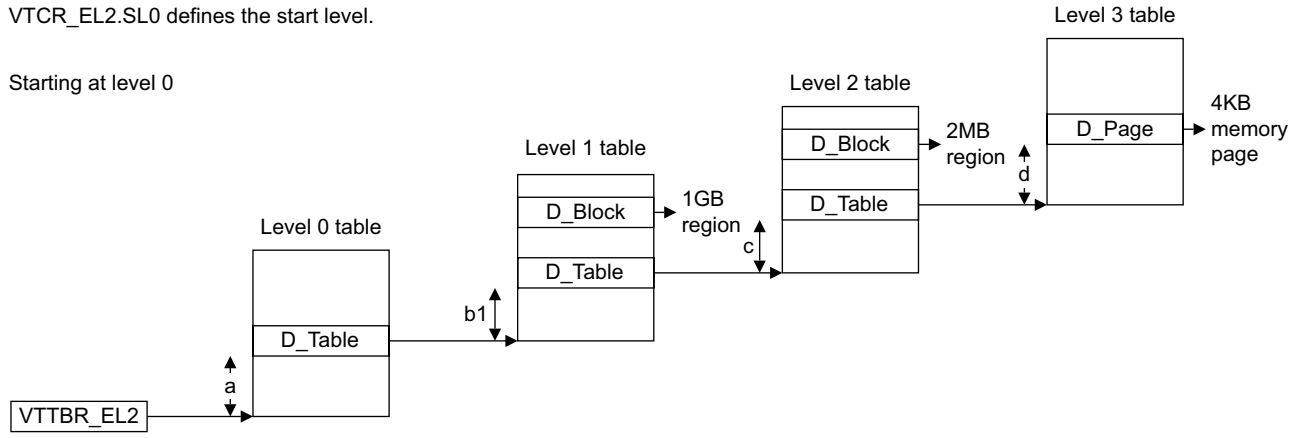 VTCR_EL2.SL0 defines the start level.
Starting at level 0
Level 3 table
D_Page
4KB
memory
page
Level 2 table
D_Block
2MB
region
d
D_Table
Level 1 table
D_Block
1GB
region
c
D_Table
Level 0 table
b1
D_Table
a
VTTBR_EL2